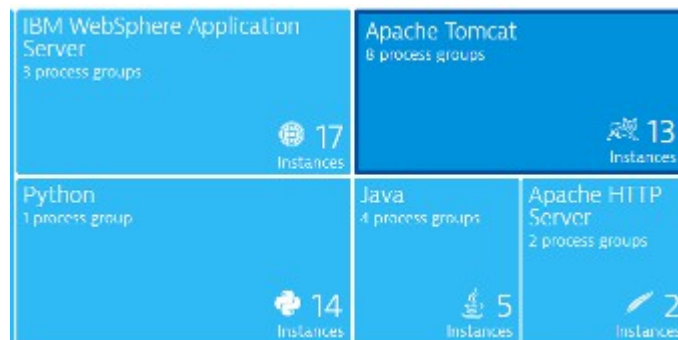 IBM WebSphere Application
Server
3 process groups
17
Instances
Apache Tomcat
8 process groups
13
Instances
Python
1 process group
14
Instances
Java
4 process groups
5
Instances
Apache HTTP
Server
2 process groups
2
Instances